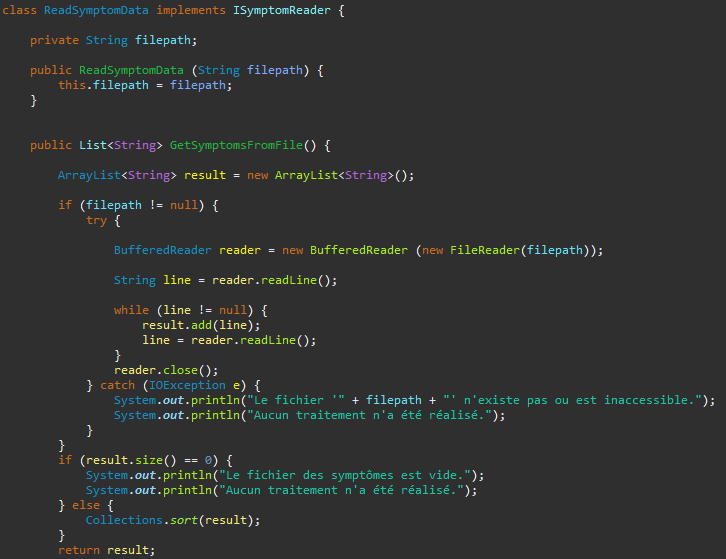 class ReadSymptomData implements ISymptomReader {
private String filepath;
public ReadSymptomData (String filepath) {
this.filepath = filepath;
}
public List<String> GetSymptomsFromFile() {
ArrayList<String> result = new ArrayList<String>();
if (filepath != null) {
try {
BufferedReader reader = new BufferedReader (new FileReader(filepath));
String line = reader.readLine();
while (line != null) {
result.add(line);
line = reader.readLine();
}
reader.close();
} catch (IOException e) {
System.out.println("Le fichier '" + filepath + "' n'existe pas ou est inaccessible.");
System.out.println("Aucun traitement n'a été réalisé.");
}
}
if (result.size() == 0) {
System.out.println("Le fichier des symptômes est vide.");
System.out.println("Aucun traitement n'a été réalisé.");
} else {
Collections.sort(result);
}
return result;